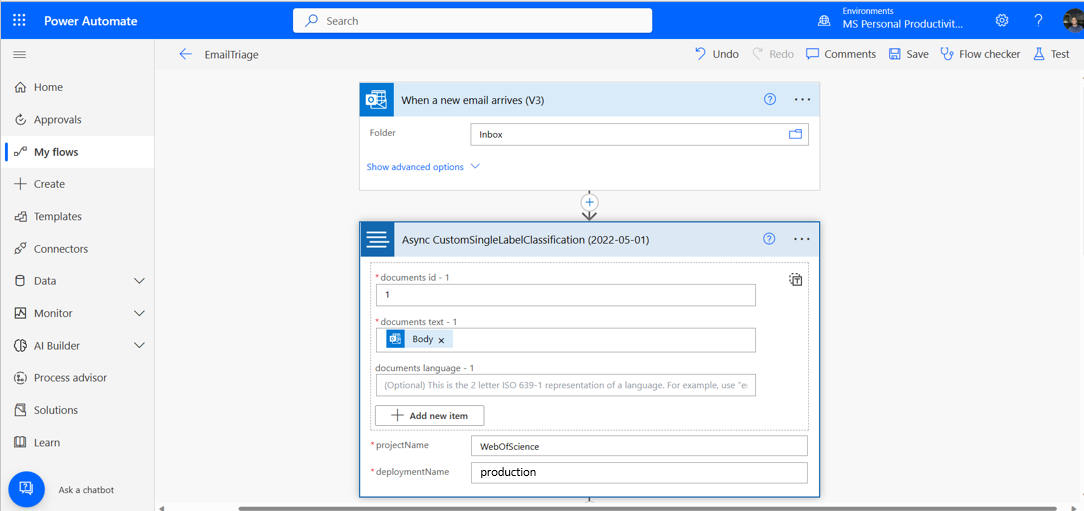 Power Automate
Search
Environments
MS Personal Productivit...
?
EmailTriage
Undo
Redo
Comments
Save
Flow checker
Test
Home
Approvals
My flows
Create
Templates
Connectors
Data
Monitor
AI Builder
Process advisor
Solutions
Learn
Ask a chatbot
When a new email arrives (V3)
Folder
Inbox
Show advanced options
Async CustomSingleLabelClassification (2022-05-01)
* documents id - 1
1
* documents text - 1
Body x
documents language - 1
(Optional) This is the 2 letter ISO 639-1 representation of a language. For example, use "e
Add new item
* projectName
WebOfScience
* deploymentName
production